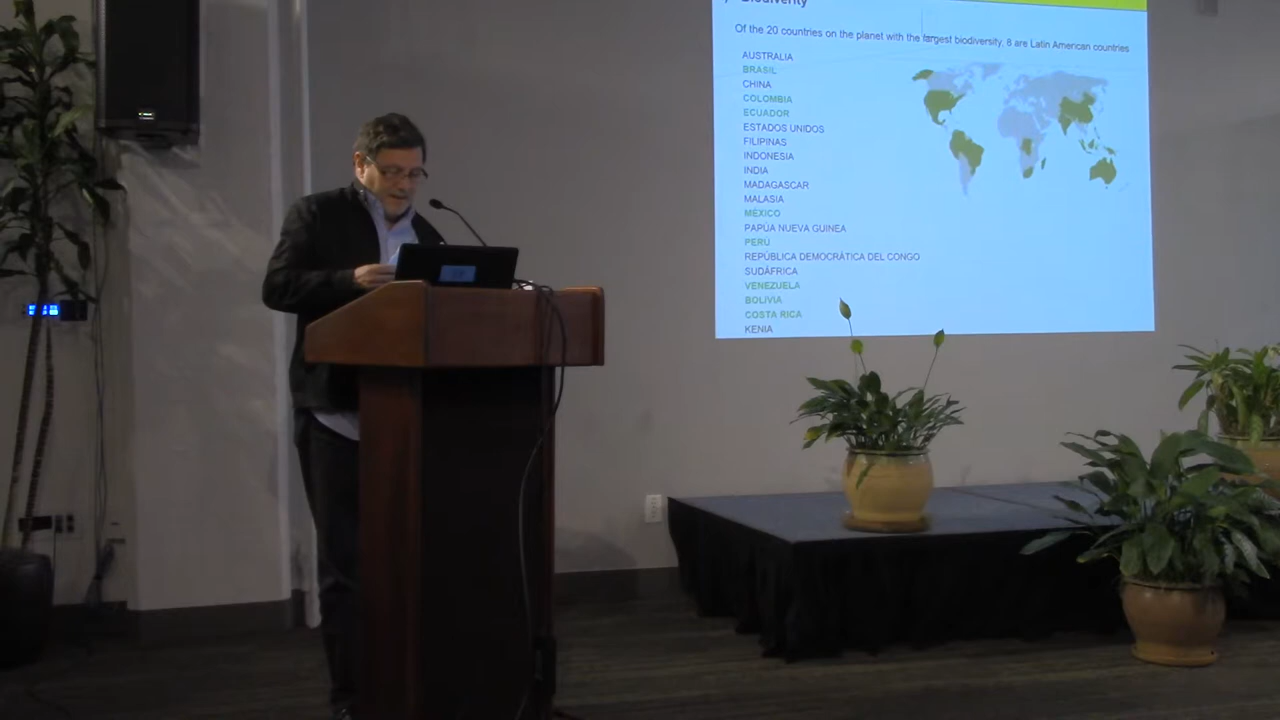 Biodiverity
Of the 20 countries on the planet with the largest biodiversity, 8 are Latin American countries
AUSTRALIA
BRASIL
CHINA
COLOMBIA
ECUADOR
ESTADOS UNIDOS
FILIPINAS
INDONESIA
INDIA
MADAGASCAR
MALASIA
MÉXICO
PAPÚA NUEVA GUINEA
PERÚ
REPÚBLICA DEMOCRÁTICA DEL CONGO
SUDÁFRICA
VENEZUELA
BOLIVIA
COSTA RICA
KENIA